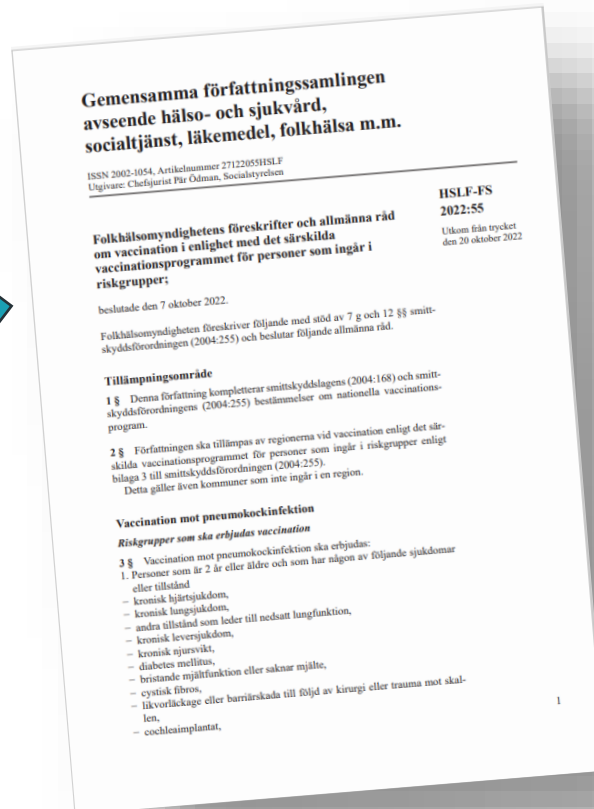 Gemensamma författningssamlingen
avseende hälso- och sjukvård,
socialtjänst, läkemedel, folkhälsa m.m.
ISSN 2002-1054, Artikelnummer 27122055HSLF
Utgivare: Chefsjurist Pär Ödman, Socialstyrelsen
HSLF-FS
2022:55
Utkom från trycket
den 20 oktober 2022
Folkhälsomyndighetens föreskrifter och allmänna råd
om vaccination i enlighet med det särskilda
vaccinationsprogrammet för personer som ingår i
riskgrupper;
beslutade den 7 oktober 2022.
Folkhälsomyndigheten föreskriver följande med stöd av 7 g och 12 §§ smitt-
skyddsförordningen (2004:255) och beslutar följande allmänna råd.
Tillämpningsområde
1 § Denna författning kompletterar smittskyddslagens (2004:168) och smitt-
skyddsförordningens (2004:255) bestämmelser om nationella vaccinations-
program.
2 § Författningen ska tillämpas av regionerna vid vaccination enligt det sär-
skilda vaccinationsprogrammet för personer som ingår i riskgrupper enligt
bilaga 3 till smittskyddsförordningen (2004:255).
Detta gäller även kommuner som inte ingår i en region.
Vaccination mot pneumokockinfektion
Riskgrupper som ska erbjudas vaccination
3 § Vaccination mot pneumokockinfektion ska erbjudas:
1. Personer som är 2 år eller äldre och som har någon av följande sjukdomar
eller tillstånd
– kronisk hjärtsjukdom,
– kronisk lungsjukdom,
– andra tillstånd som leder till nedsatt lungfunktion,
– kronisk leversjukdom,
– kronisk njursvikt,
– diabetes mellitus,
– bristande mjältfunktion eller saknar mjälte,
– cystisk fibros,
– likvorläckage eller barriärskada till följd av kirurgi eller trauma mot skal-
len,
– cochleaimplantat,
1